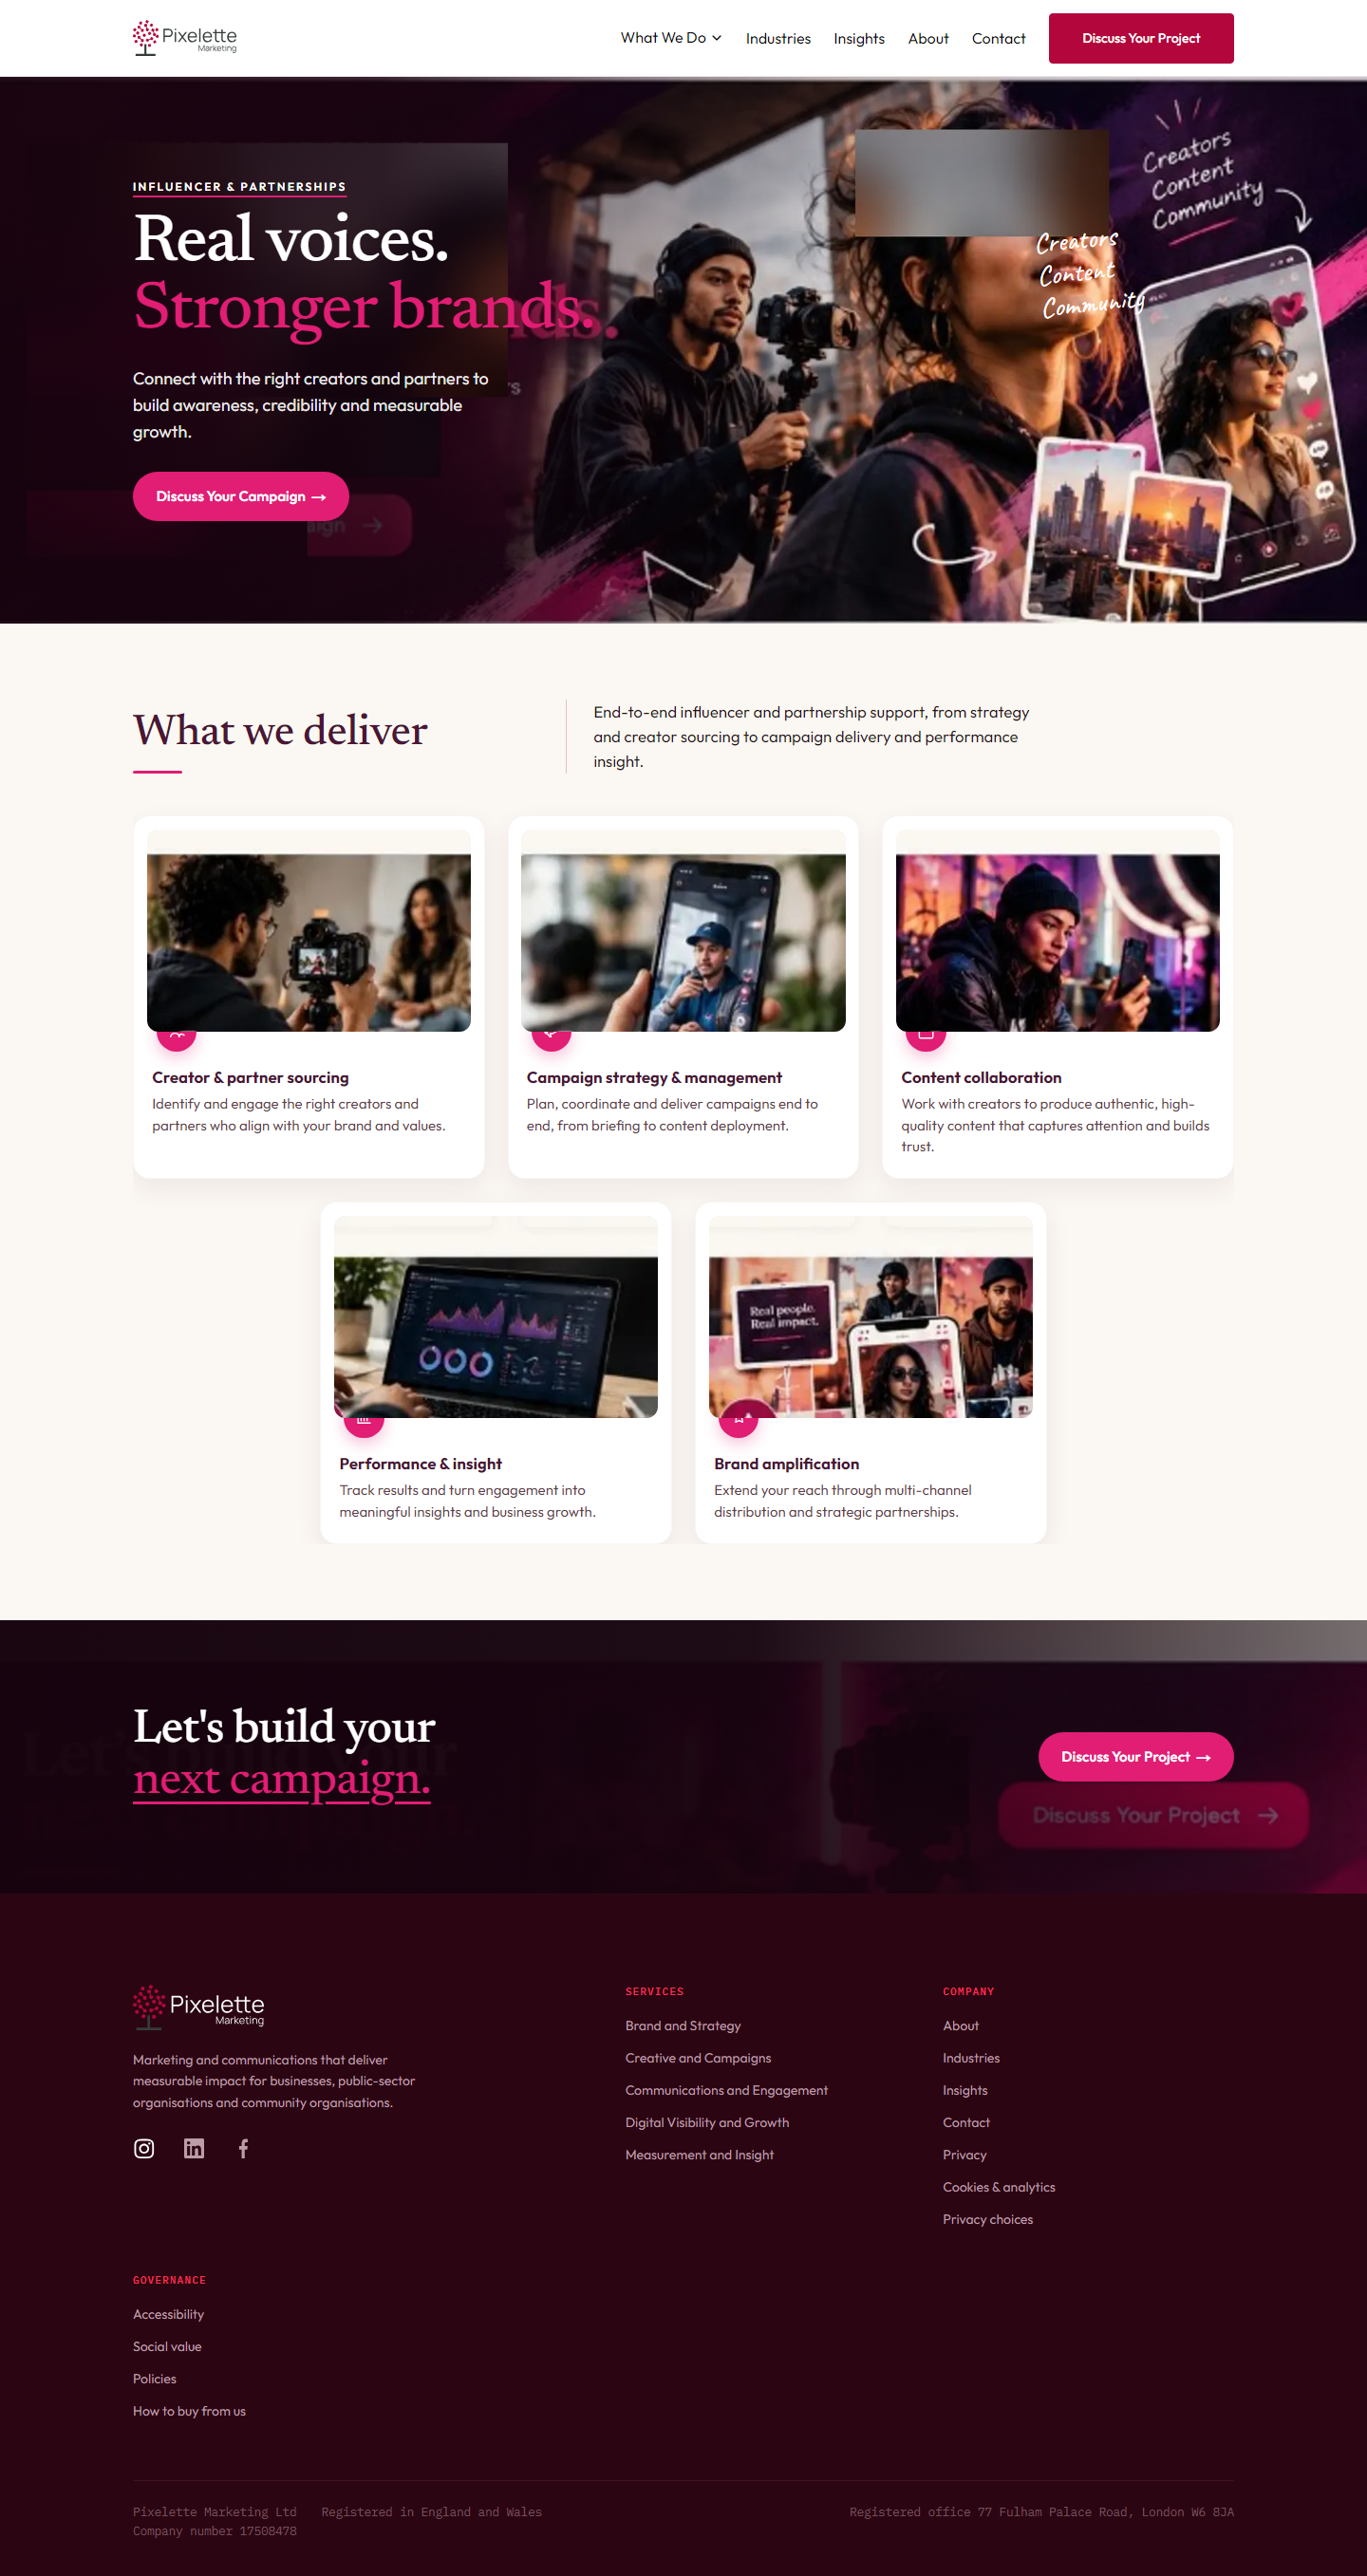 Pixelette
Marketing
What We Do
Industries
Insights
About
Contact
Discuss Your Project
INFLUENCER & PARTNERSHIPS
Real voices.
Stronger brands.
Connect with the right creators and partners to
build awareness, credibility and measurable
growth.
Discuss Your Campaign →
Creators
Content
Community
Creators
Content
Community
What we deliver
End-to-end influencer and partnership support, from strategy
and creator sourcing to campaign delivery and performance
insight.
Creator & partner sourcing
Identify and engage the right creators and
partners who align with your brand and values.
Campaign strategy & management
Plan, coordinate and deliver campaigns end to
end, from briefing to content deployment.
Content collaboration
Work with creators to produce authentic, high-
quality content that captures attention and builds
trust.
Real people.
Real impact.
Performance & insight
Track results and turn engagement into
meaningful insights and business growth.
Brand amplification
Extend your reach through multi-channel
distribution and strategic partnerships.
Let's build your
next campaign.
Discuss Your Project →
Discuss Your Project →
Pixelette
Marketing
Marketing and communications that deliver
measurable impact for businesses, public-sector
organisations and community organisations.
SERVICES
Brand and Strategy
Creative and Campaigns
Communications and Engagement
Digital Visibility and Growth
Measurement and Insight
COMPANY
About
Industries
Insights
Contact
Privacy
Cookies & analytics
Privacy choices
GOVERNANCE
Accessibility
Social value
Policies
How to buy from us
Pixelette Marketing Ltd
Registered in England and Wales
Registered office 77 Fulham Palace Road, London W6 8JA
Company number 17508478